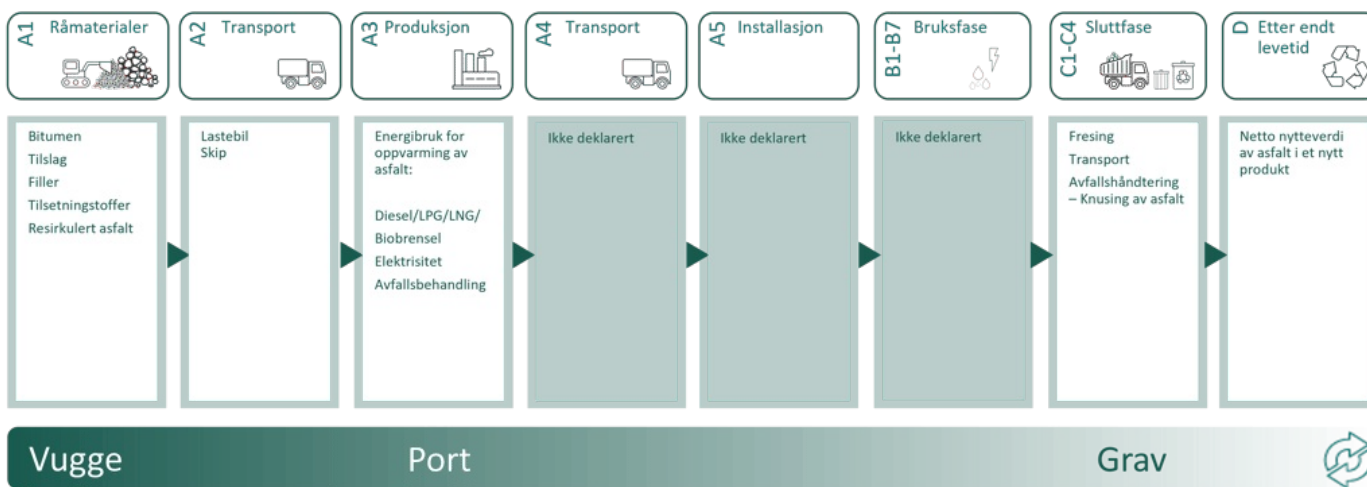 A1 Råmaterialer
A2 Transport
A3 Produksjon
A4 Transport
A5 Installasjon
B1-B7 Bruksfase
C1-C4 Sluttfase
D Etter endt
levetid
Bitumen
Tilslag
Filler
Tilsetningstoffer
Resirkulert asfalt
Lastebil
Skip
Energibruk for
oppvarming av
asfalt:
Diesel/LPG/LNG/
Biobrensel
Elektrisitet
Avfallsbehandling
Ikke deklarert
Ikke deklarert
Ikke deklarert
Fresing
Transport
Avfallshåndtering
– Knusing av asfalt
Netto nytteverdi
av asfalt i et nytt
produkt
Vugge
Port
Grav